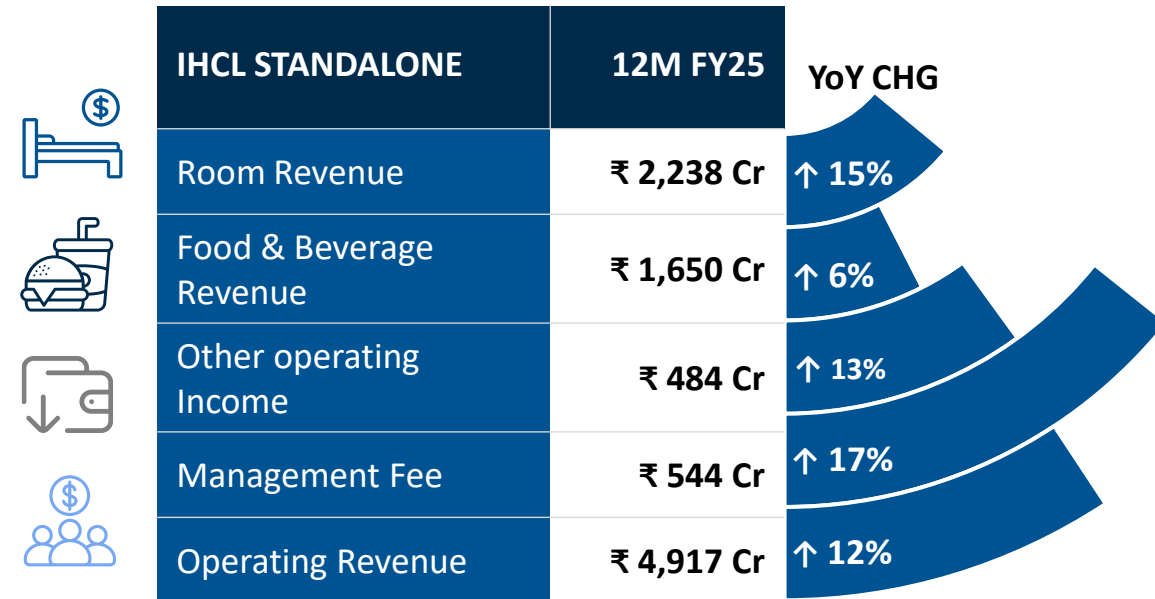 IHCL STANDALONE 12M FY25 YoY CHG
$
Room Revenue ₹ 2,238 Cr ↑ 15%
Food & Beverage
Revenue ₹ 1,650 Cr ↑ 6%
Other operating
Income ₹ 484 Cr ↑ 13%
Management Fee ₹ 544 Cr ↑ 17%
$
Operating Revenue ₹ 4,917 Cr ↑ 12%